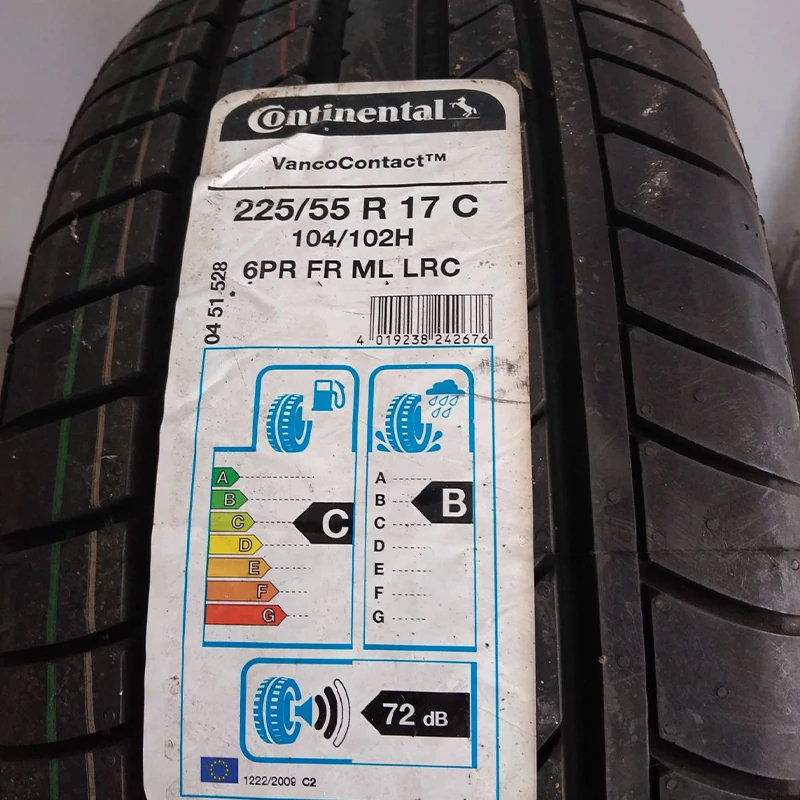 Continental
VancoContact™
225/55 R 17 C
104/102H
6PR FR ML LRC
04 51 528
4 019238 242676
A
B
C
D
E
F
G
C
A
B
C
D
E
F
G
B
72 dB
1222/2009 C2